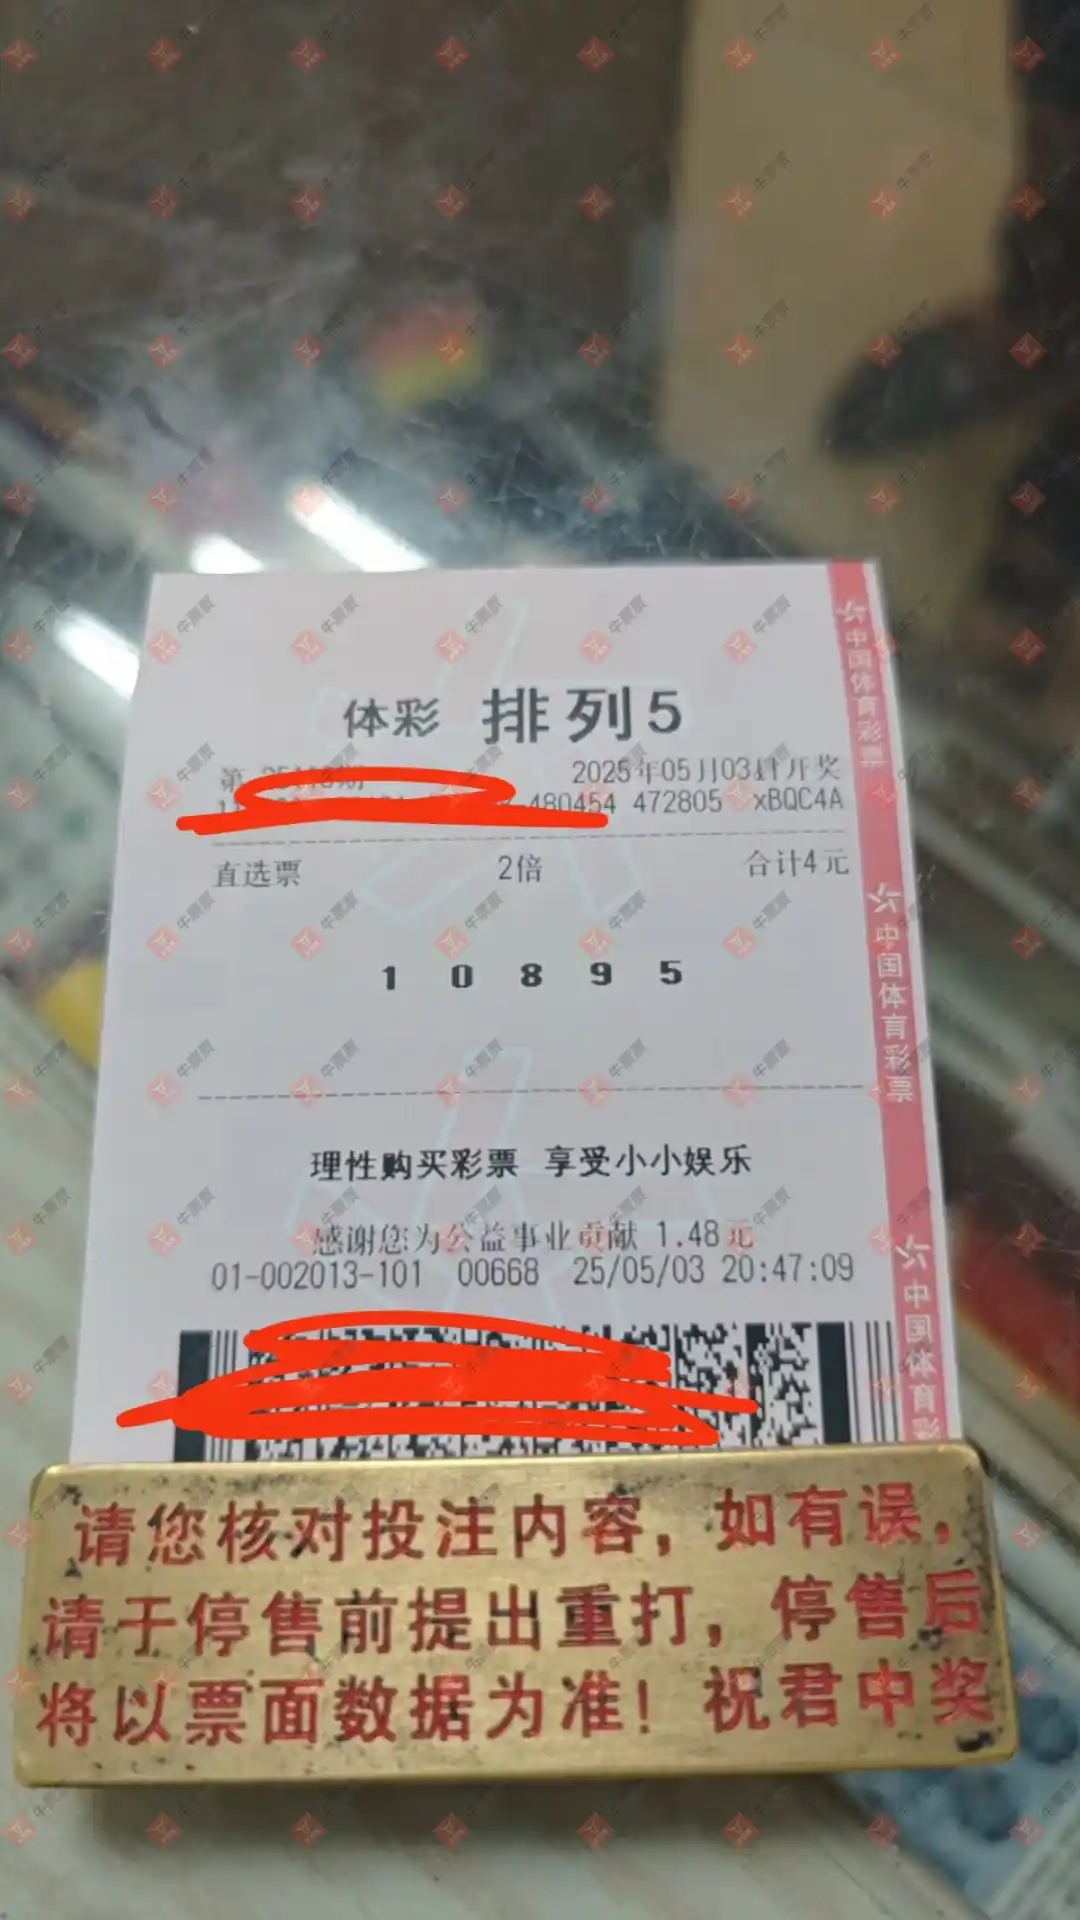 体彩 排列5
第
2025年05月03日开奖
480454 472805 xBQC4A
直选票 2倍 合计4元
1 0 8 9 5
理性购买彩票 享受小小娱乐
感谢您为公益事业贡献 1.48元
01-002013-101 00668 25/05/03 20:47:09
中国体育彩票
中国体育彩票
中国体育彩
请您核对投注内容，如有误，
请于停售前提出重打，停售后
将以票面数据为准！祝君中奖
牛票票